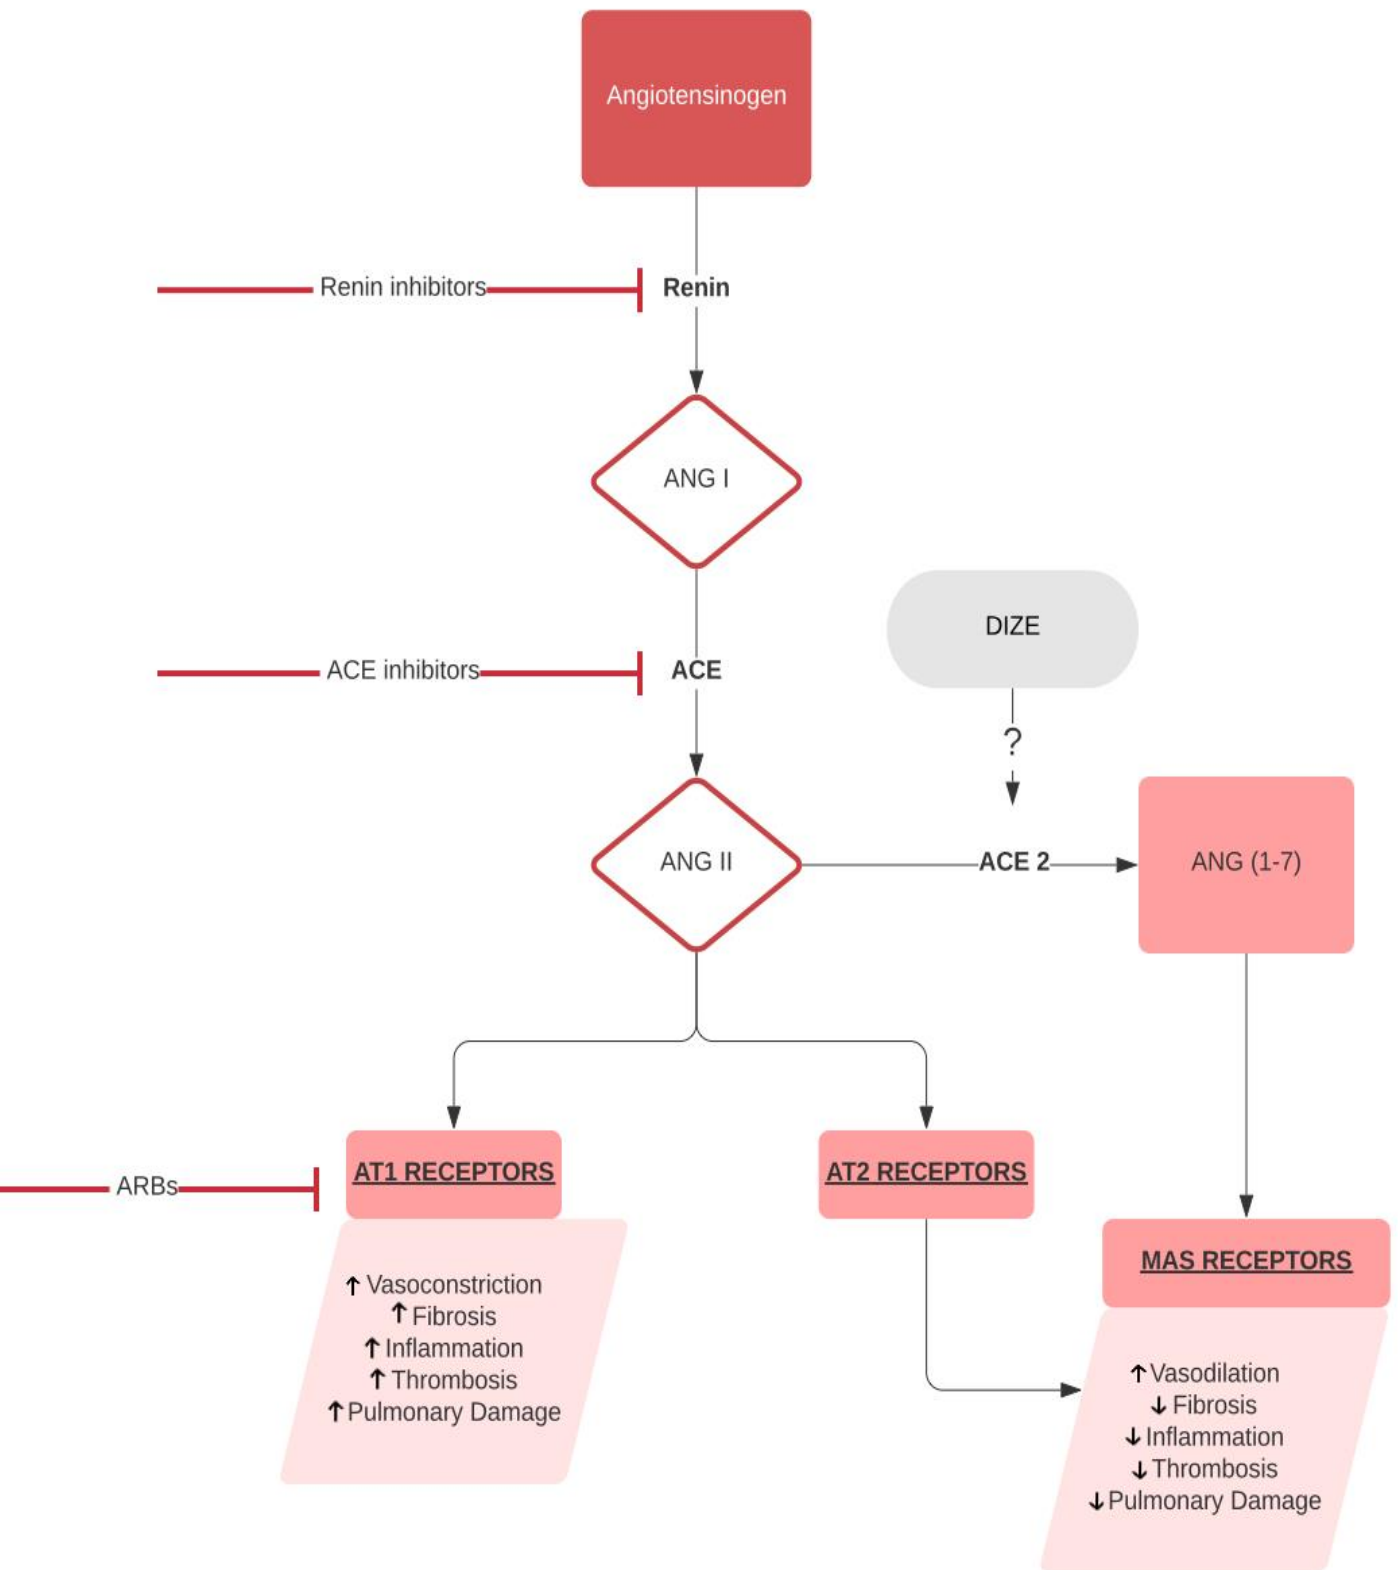 Angiotensinogen
Renin inhibitors
Renin
ANG I
DIZE
ACE inhibitors
ACE
?
ANG II
ACE 2
ANG (1-7)
ARBs
AT1 RECEPTORS
AT2 RECEPTORS
MAS RECEPTORS
↑ Vasoconstriction
↑ Fibrosis
↑ Inflammation
↑ Thrombosis
↑ Pulmonary Damage
↑ Vasodilation
↓ Fibrosis
↓ Inflammation
↓ Thrombosis
↓ Pulmonary Damage